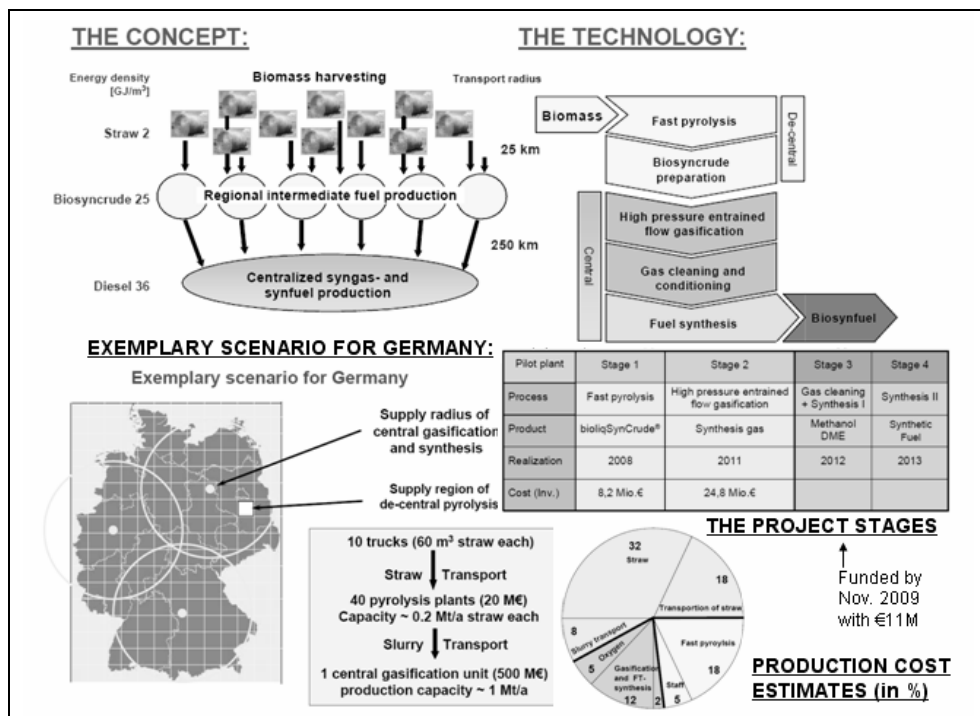 THE CONCEPT:
Energy density
[GJ/m³]
Biomass harvesting
Transport radius
Straw 2
25 km
Biosyncrude 25
Regional intermediate fuel production
250 km
Diesel 36
Centralized syngas- and
synfuel production
THE TECHNOLOGY:
Biomass
Fast pyrolysis
De-central
Biosyncrude
preparation
High pressure entrained
flow gasification
Central
Gas cleaning and
conditioning
Fuel synthesis
Biosynfuel
EXEMPLARY SCENARIO FOR GERMANY:
Exemplary scenario for Germany
Supply radius of
central gasification
and synthesis
Supply region of
de-central pyrolysis
10 trucks (60 m³ straw each)
Straw Transport
40 pyrolysis plants (20 M€)
Capacity ~ 0.2 Mt/a straw each
Slurry Transport
1 central gasification unit (500 M€)
production capacity ~ 1 Mt/a
Pilot plant Stage 1 Stage 2 Stage 3 Stage 4
Process Fast pyrolysis High pressure entrained flow gasification Gas cleaning + Synthesis I Synthesis II
Product bioliqSynCrude® Synthesis gas Methanol DME Synthetic Fuel
Realization 2008 2011 2012 2013
Cost (Inv.) 8,2 Mio.€ 24,8 Mio.€
THE PROJECT STAGES
Funded by
Nov. 2009
with €11M
32
Straw
18
Transportion of straw
8
Slurry transport
Fast pyroylsis
18
5
Oxygen
Gasification
and FT-
synthesis
12
2
Staff
5
PRODUCTION COST
ESTIMATES (in %)